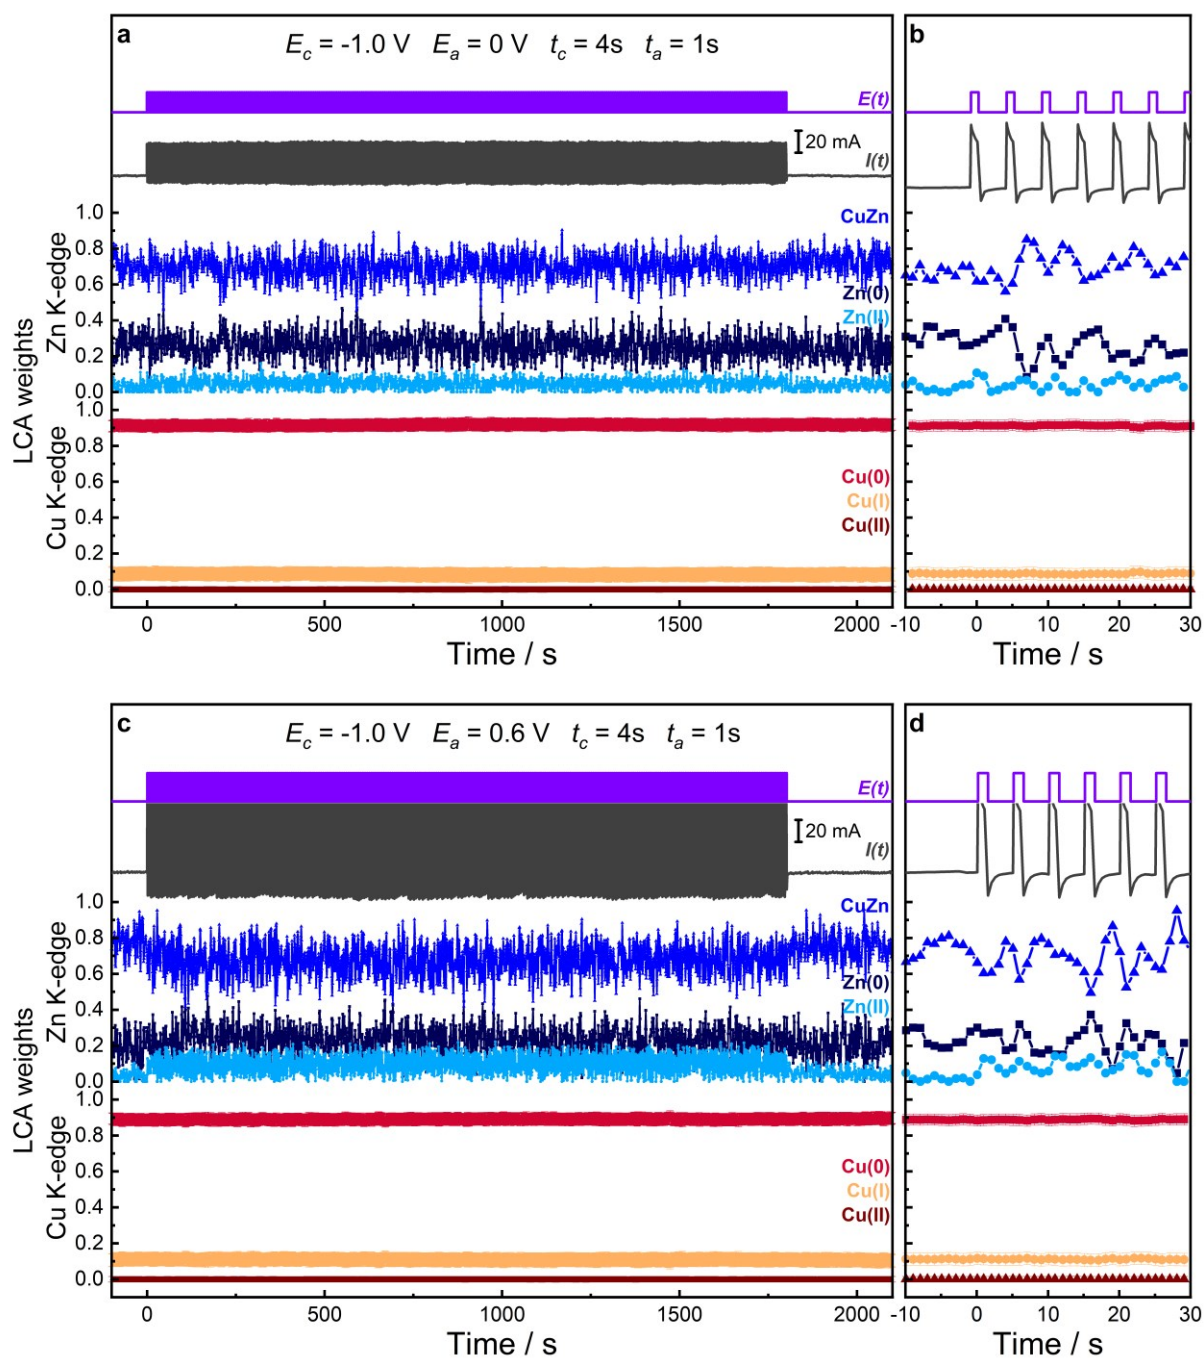 a
E_c = -1.0 V E_a = 0 V t_c = 4s t_a = 1s
E(t)
20 mA
I(t)
CuZn
Zn(0)
Zn(II)
Cu(0)
Cu(I)
Cu(II)
LCA weights
Zn K-edge
Cu K-edge
1.0
0.8
0.6
0.4
0.2
0.0
1.0
0.8
0.6
0.4
0.2
0.0
0 500 1000 1500 2000
Time / s
b
-10 0 10 20 30
Time / s
c
E_c = -1.0 V E_a = 0.6 V t_c = 4s t_a = 1s
E(t)
20 mA
I(t)
CuZn
Zn(0)
Zn(II)
Cu(0)
Cu(I)
Cu(II)
LCA weights
Zn K-edge
Cu K-edge
1.0
0.8
0.6
0.4
0.2
0.0
1.0
0.8
0.6
0.4
0.2
0.0
0 500 1000 1500 2000
Time / s
d
-10 0 10 20 30
Time / s